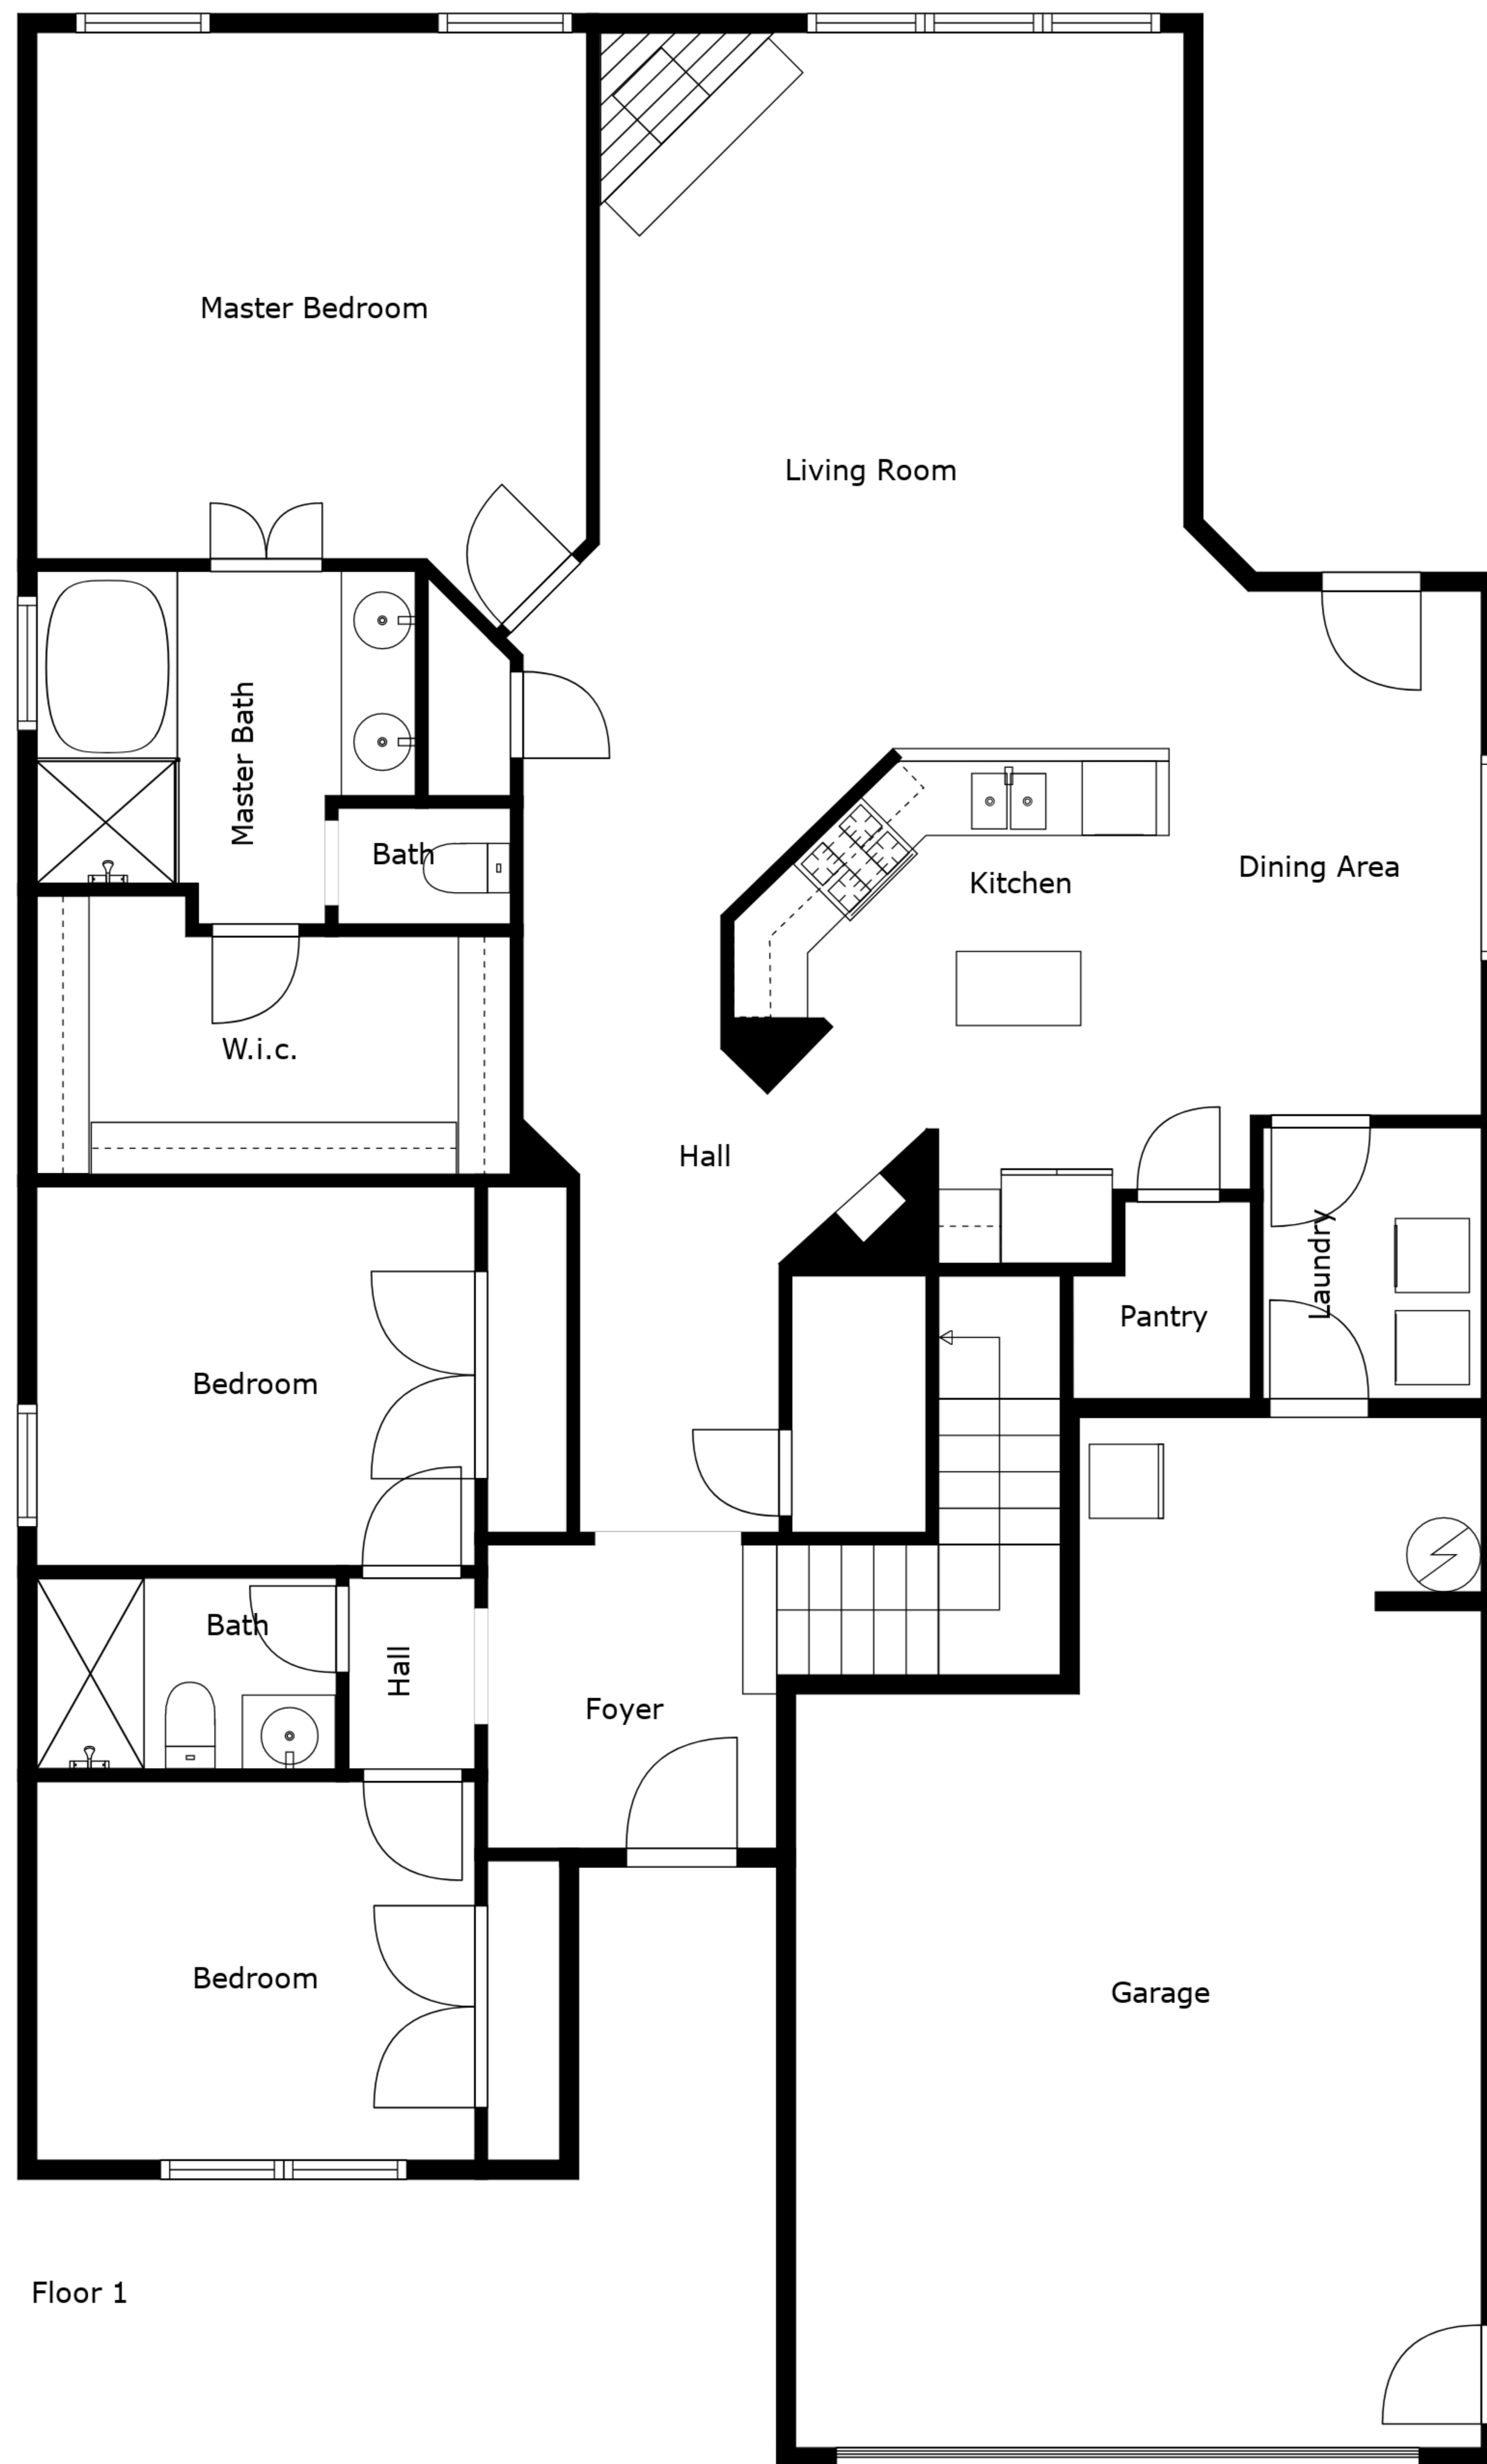 Master Bedroom
Living Room
Master Bath
Bath
Kitchen
Dining Area
W.i.c.
Hall
Laundry
Pantry
Bedroom
Bath
Hall
Foyer
Bedroom
Garage
Floor 1